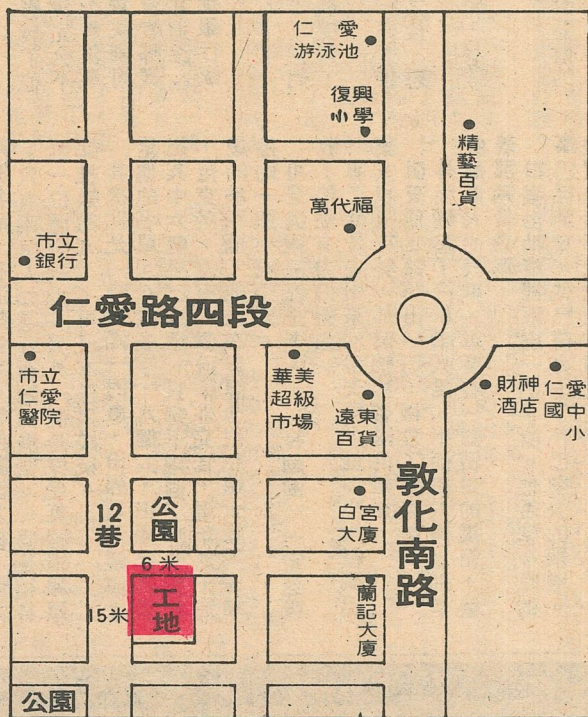 仁愛
游泳池
復興
小學
精藝百貨
萬代福
市立
銀行
仁愛路四段
市立
仁愛
醫院
華美
超級
市場
遠東
百貨
財神
酒店
仁愛
國中
小
12
巷
公園
白宮
大廈
敦化南路
6米
工地
15米
蘭記大廈
公園